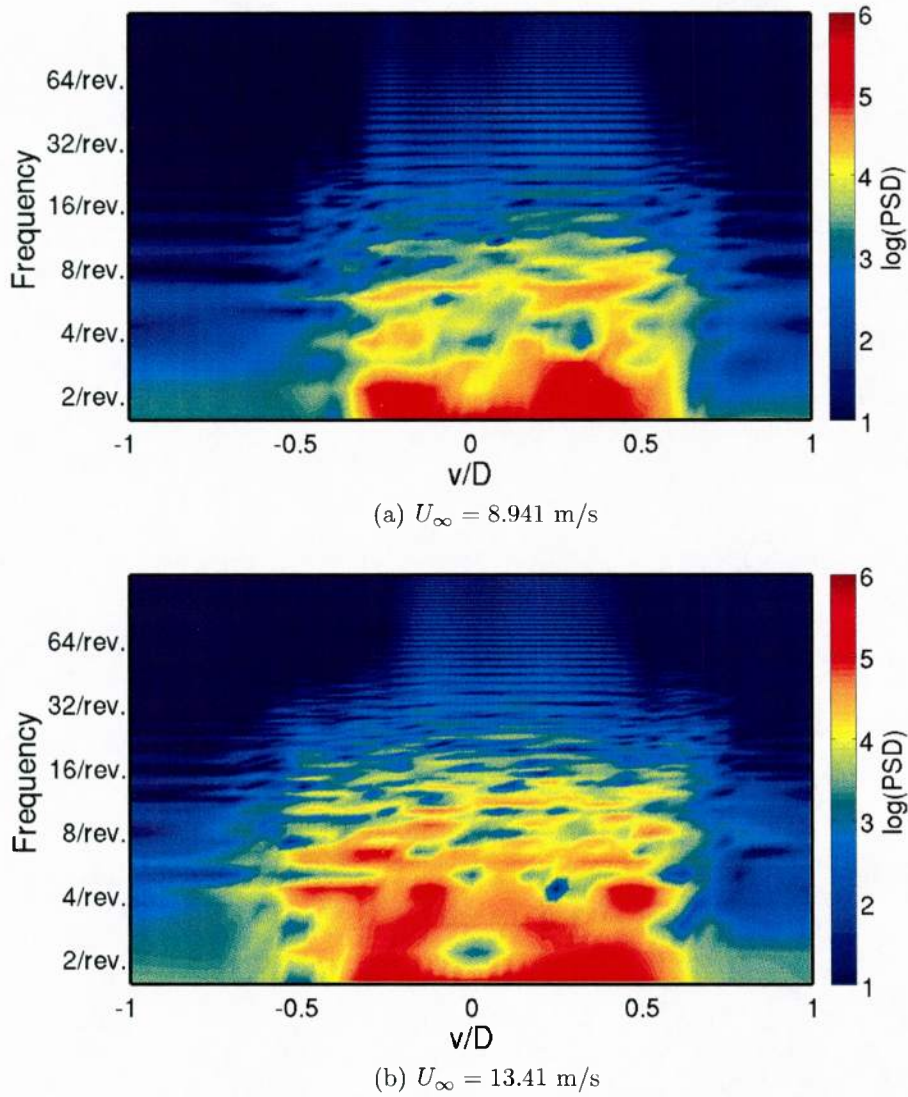 64/rev.
32/rev.
16/rev.
8/rev.
4/rev.
2/rev.
Frequency
-1
-0.5
0
0.5
1
v/D
6
5
4
3
2
1
log(PSD)
(a) U∞ = 8.941 m/s
64/rev.
32/rev.
16/rev.
8/rev.
4/rev.
2/rev.
Frequency
-1
-0.5
0
0.5
1
v/D
6
5
4
3
2
1
log(PSD)
(b) U∞ = 13.41 m/s